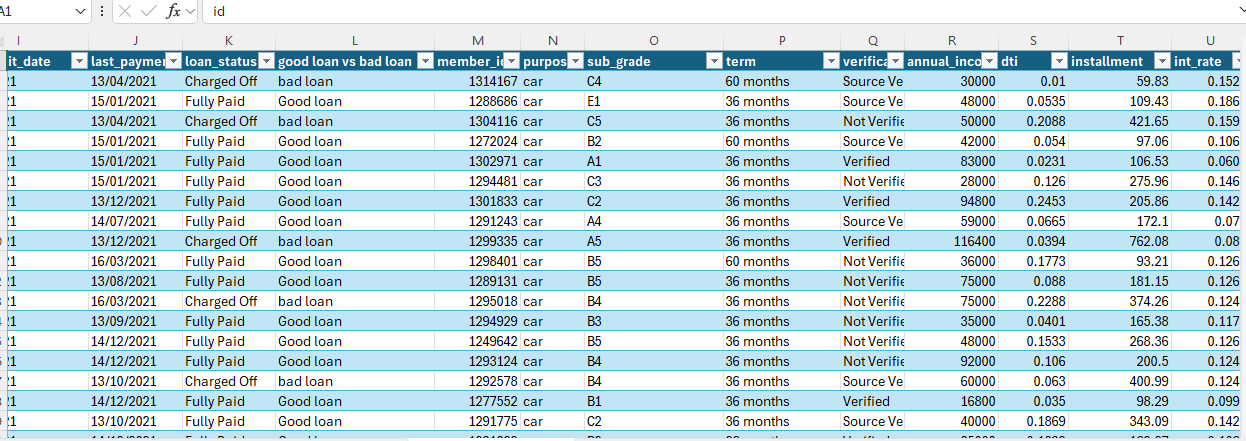 A1 fx id
I J K L M N O P Q R S T U
it_date last_paymer loan_status good loan vs bad loan member_i purpos sub_grade term verifica annual_inco dti installment int_rate
21 13/04/2021 Charged Off bad loan 1314167 car C4 60 months Source Ve 30000 0.01 59.83 0.152
21 15/01/2021 Fully Paid Good loan 1288686 car E1 36 months Source Ve 48000 0.0535 109.43 0.186
21 13/04/2021 Charged Off bad loan 1304116 car C5 36 months Not Verifie 50000 0.2088 421.65 0.159
21 15/01/2021 Fully Paid Good loan 1272024 car B2 60 months Source Ve 42000 0.054 97.06 0.106
21 15/01/2021 Fully Paid Good loan 1302971 car A1 36 months Verified 83000 0.0231 106.53 0.060
21 15/01/2021 Fully Paid Good loan 1294481 car C3 36 months Not Verifie 28000 0.126 275.96 0.146
21 13/12/2021 Fully Paid Good loan 1301833 car C2 36 months Verified 94800 0.2453 205.86 0.142
21 14/07/2021 Fully Paid Good loan 1291243 car A4 36 months Source Ve 59000 0.0665 172.1 0.07
21 13/12/2021 Charged Off bad loan 1299335 car A5 36 months Verified 116400 0.0394 762.08 0.08
21 16/03/2021 Fully Paid Good loan 1298401 car B5 60 months Not Verifie 36000 0.1773 93.21 0.126
21 13/08/2021 Fully Paid Good loan 1289131 car B5 36 months Not Verifie 75000 0.088 181.15 0.126
21 16/03/2021 Charged Off bad loan 1295018 car B4 36 months Not Verifie 75000 0.2288 374.26 0.124
21 13/09/2021 Fully Paid Good loan 1294929 car B3 36 months Not Verifie 35000 0.0401 165.38 0.117
21 14/12/2021 Fully Paid Good loan 1249642 car B5 36 months Not Verifie 48000 0.1533 268.36 0.126
21 14/12/2021 Fully Paid Good loan 1293124 car B4 36 months Not Verifie 92000 0.106 200.5 0.124
21 13/10/2021 Charged Off bad loan 1292578 car B4 36 months Source Ve 60000 0.063 400.99 0.124
21 14/12/2021 Fully Paid Good loan 1277552 car B1 36 months Verified 16800 0.035 98.29 0.099
21 13/10/2021 Fully Paid Good loan 1291775 car C2 36 months Source Ve 40000 0.1869 343.09 0.142